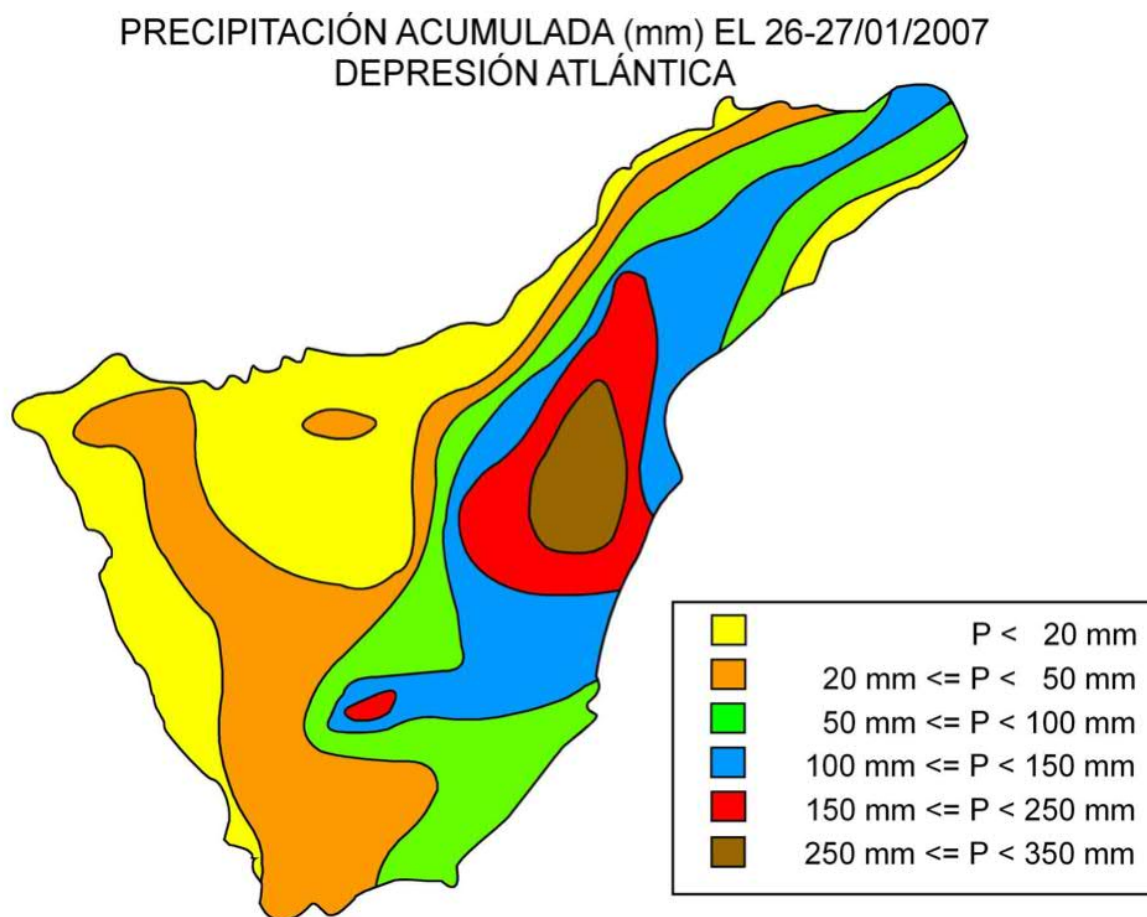 PRECIPITACIÓN ACUMULADA (mm) EL 26-27/01/2007
DEPRESIÓN ATLÁNTICA
P < 20 mm
20 mm <= P < 50 mm
50 mm <= P < 100 mm
100 mm <= P < 150 mm
150 mm <= P < 250 mm
250 mm <= P < 350 mm